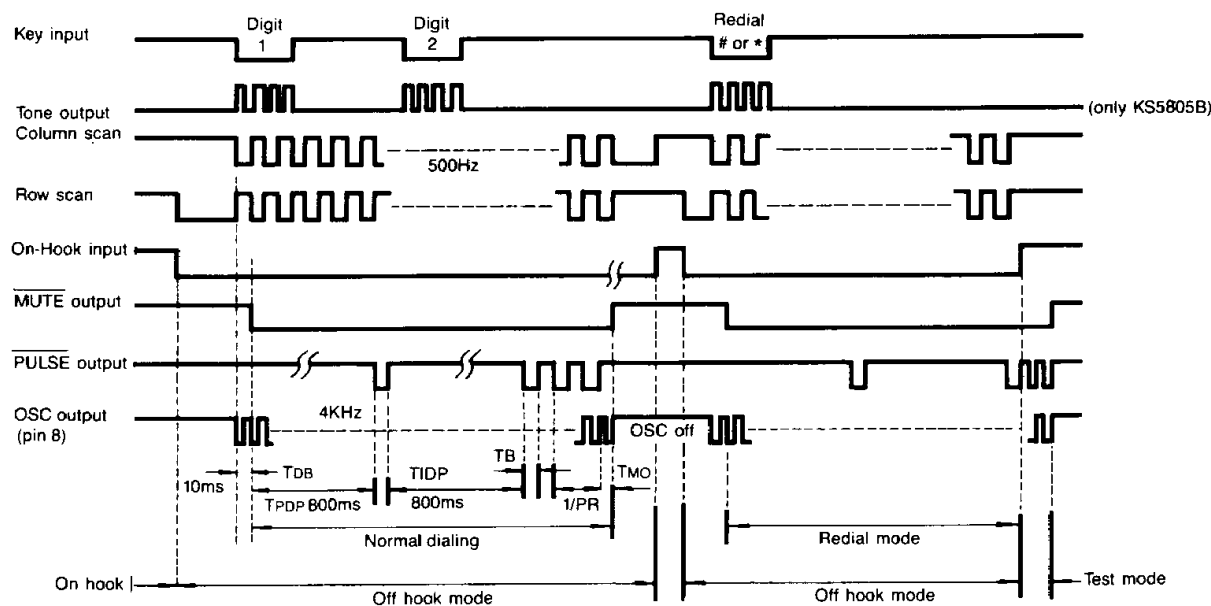 Key input
Digit
1
Digit
2
Redial
# or *
Tone output
(only KS5805B)
Column scan
500Hz
Row scan
On-Hook input
MUTE output
PULSE output
OSC output
(pin 8)
4KHz
OSC off
10ms
TDB
TPDP 800ms
TIDP
800ms
TB
1/PR
TMO
Normal dialing
Redial mode
On hook
Off hook mode
Off hook mode
Test mode